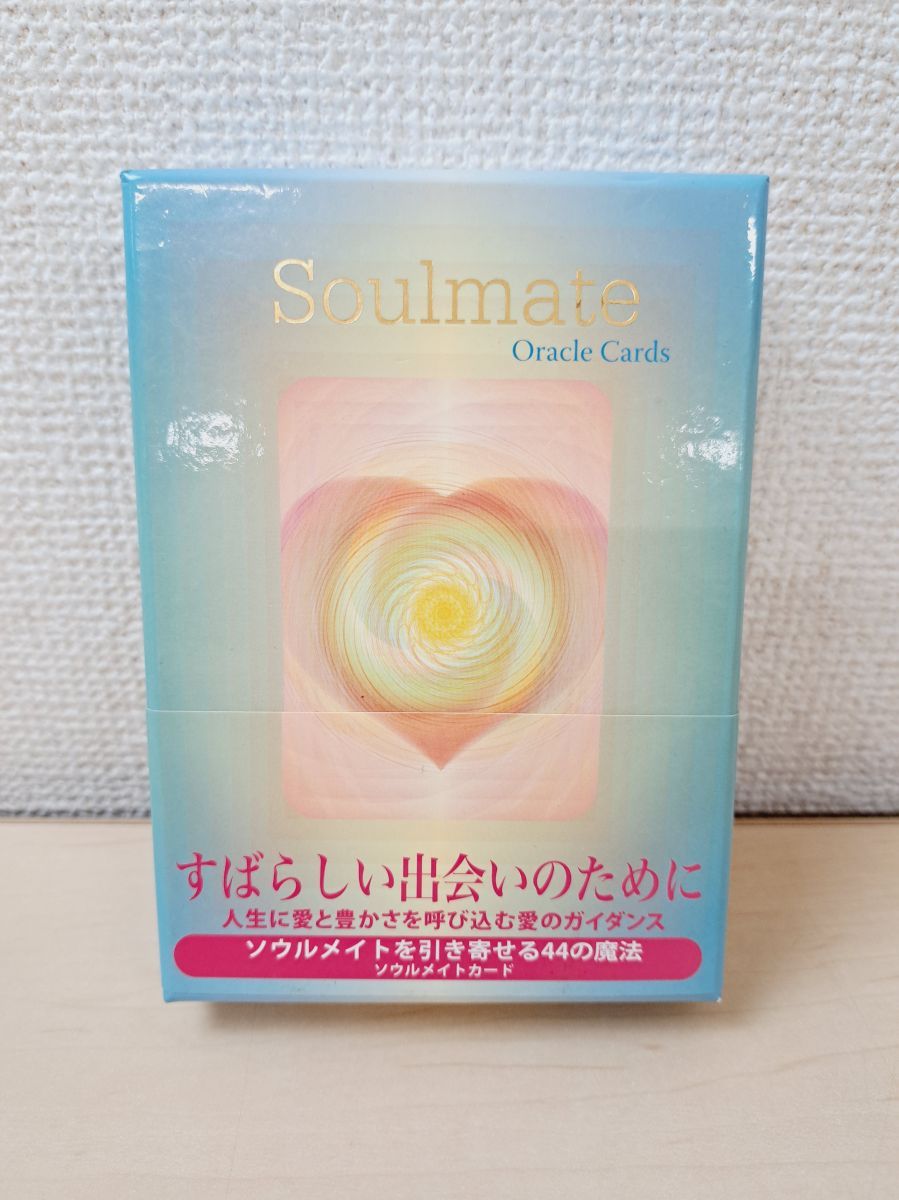 Soulmate
Oracle Cards
すばらしい出会いのために
人生に愛と豊かさを呼び込む愛のガイダンス
ソウルメイトを引き寄せる44の魔法
ソウルメイトカード